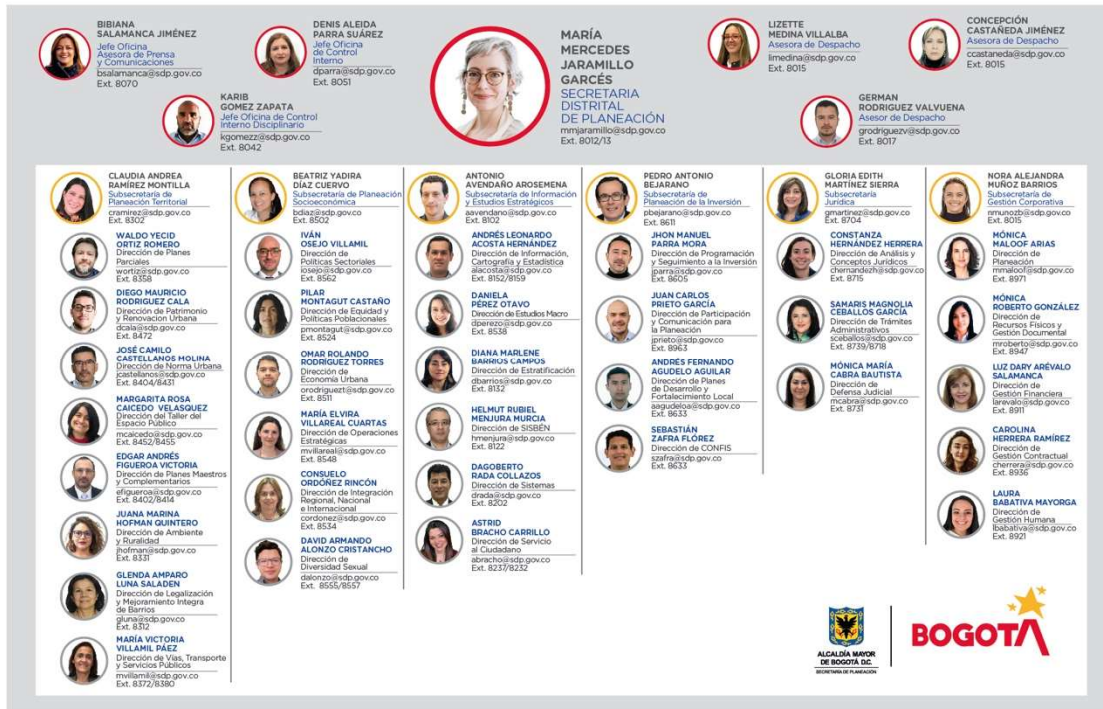 BIBIANA
SALAMANCA JIMÉNEZ
Jefe Oficina
Asesora de Prensa
y Comunicaciones
bsalamanca@sdp.gov.co
Ext. 8070
DENIS ALEIDA
PARRA SUÁREZ
Jefe Oficina
de Control
Interno
dparra@sdp.gov.co
Ext. 8051
KARIB
GOMEZ ZAPATA
Jefe Oficina de Control
Interno Disciplinario
kgomezz@sdp.gov.co
Ext. 8042
MARÍA
MERCEDES
JARAMILLO
GARCÉS
SECRETARIA
DISTRITAL
DE PLANEACIÓN
mmjaramillo@sdp.gov.co
Ext. 8012/13
LIZETTE
MEDINA VILLALBA
Asesora de Despacho
limedina@sdp.gov.co
Ext. 8015
CONCEPCIÓN
CASTAÑEDA JIMÉNEZ
Asesora de Despacho
ccastaneda@sdp.gov.co
Ext. 8015
GERMAN
RODRIGUEZ VALVUENA
Asesor de Despacho
grodriguezv@sdp.gov.co
Ext. 8017
CLAUDIA ANDREA
RAMÍREZ MONTILLA
Subsecretaría de
Planeación Territorial
cramirez@sdp.gov.co
Ext. 8302
WALDO YECID
ORTIZ ROMERO
Dirección de Planes
Parciales
wortiz@sdp.gov.co
Ext. 8358
DIEGO MAURICIO
RODRIGUEZ CALA
Dirección de Patrimonio
y Renovacion Urbana
dcala@sdp.gov.co
Ext. 8472
JOSÉ CAMILO
CASTELLANOS MOLINA
Dirección de Norma Urbana
jcastellanos@sdp.gov.co
Ext. 8404/8431
MARGARITA ROSA
CAICEDO VELASQUEZ
Dirección del Taller del
Espacio Público
mcaicedo@sdp.gov.co
Ext. 8452/8455
EDGAR ANDRÉS
FIGUEROA VICTORIA
Dirección de Planes Maestros
y Complementarios
efigueroa@sdp.gov.co
Ext. 8402/8414
JUANA MARINA
HOFMAN QUINTERO
Dirección de Ambiente
y Ruralidad
jhofman@sdp.gov.co
Ext. 8331
GLENDA AMPARO
LUNA SALADEN
Dirección de Legalización
y Mejoramiento Integra
de Barrios
gluna@sdp.gov.co
Ext. 8312
MARÍA VICTORIA
VILLAMIL PÁEZ
Dirección de Vías, Transporte
y Servicios Públicos
mvillamil@sdp.gov.co
Ext. 8372/8380
BEATRIZ YADIRA
DÍAZ CUERVO
Subsecretaría de Planeación
Socioeconómica
bdiaz@sdp.gov.co
Ext. 8502
IVÁN
OSEJO VILLAMIL
Dirección de
Políticas Sectoriales
iosejo@sdp.gov.co
Ext. 8562
PILAR
MONTAGUT CASTAÑO
Dirección de Equidad y
Políticas Poblacionales
pmontagut@sdp.gov.co
Ext. 8524
OMAR ROLANDO
RODRÍGUEZ TORRES
Dirección de
Economía Urbana
orodriguezt@sdp.gov.co
Ext. 8511
MARÍA ELVIRA
VILLAREAL CUARTAS
Dirección de Operaciones
Estratégicas
mvillareal@sdp.gov.co
Ext. 8548
CONSUELO
ORDÓÑEZ RINCÓN
Dirección de Integración
Regional, Nacional
e Internacional
cordonez@sdp.gov.co
Ext. 8534
DAVID ARMANDO
ALONZO CRISTANCHO
Dirección de
Diversidad Sexual
dalonzo@sdp.gov.co
Ext. 8555/8557
ANTONIO
AVENDAÑO AROSEMENA
Subsecretaría de Información
y Estudios Estratégicos
aavendano@sdp.gov.co
Ext. 8102
ANDRÉS LEONARDO
ACOSTA HERNÁNDEZ
Dirección de Información,
Cartografía y Estadística
alacosta@sdp.gov.co
Ext. 8152/8159
DANIELA
PÉREZ OTAVO
Dirección de Estudios Macro
dperezo@sdp.gov.co
Ext. 8538
DIANA MARLENE
BARRIOS CAMPOS
Dirección de Estratificación
dbarrios@sdp.gov.co
Ext. 8132
HELMUT RUBIEL
MENJURA MURCIA
Dirección de SISBÉN
hmenjura@sdp.gov.co
Ext. 8122
DAGOBERTO
RADA COLLAZOS
Dirección de Sistemas
drada@sdp.gov.co
Ext. 8202
ASTRID
BRACHO CARRILLO
Dirección de Servicio
al Ciudadano
abracho@sdp.gov.co
Ext. 8237/8232
PEDRO ANTONIO
BEJARANO
Subsecretaría de
Planeación de la Inversión
pbejarano@sdp.gov.co
Ext. 8611
JHON MANUEL
PARRA MORA
Dirección de Programación
y Seguimiento a la Inversión
jparra@sdp.gov.co
Ext. 8605
JUAN CARLOS
PRIETO GARCÍA
Dirección de Participación
y Comunicación para
la Planeación
jprieto@sdp.gov.co
Ext. 8963
ANDRÉS FERNANDO
AGUDELO AGUILAR
Dirección de Planes
de Desarrollo y
Fortalecimiento Local
aagudeloa@sdp.gov.co
Ext. 8633
SEBASTIÁN
ZAFRA FLÓREZ
Dirección de CONFIS
szafra@sdp.gov.co
Ext. 8633
GLORIA EDITH
MARTÍNEZ SIERRA
Subsecretaría
Jurídica
gmartinez@sdp.gov.co
Ext. 8704
CONSTANZA
HERNÁNDEZ HERRERA
Dirección de Análisis y
Conceptos Jurídicos
chernandezh@sdp.gov.co
Ext. 8715
SAMARIS MAGNOLIA
CEBALLOS GARCÍA
Dirección de Trámites
Administrativos
sceballos@sdp.gov.co
Ext. 8739/8718
MÓNICA MARÍA
CABRA BAUTISTA
Dirección de
Defensa Judicial
mcabra@sdp.gov.co
Ext. 8731
NORA ALEJANDRA
MUÑOZ BARRIOS
Subsecretaría de
Gestión Corporativa
nmunozb@sdp.gov.co
Ext. 8015
MÓNICA
MALOOF ARIAS
Dirección de
Planeación
mmaloof@sdp.gov.co
Ext. 8971
MÓNICA
ROBERTO GONZÁLEZ
Dirección de
Recursos Físicos y
Gestión Documental
mroberto@sdp.gov.co
Ext. 8947
LUZ DARY ARÉVALO
SALAMANCA
Dirección de
Gestión Financiera
larevalo@sdp.gov.co
Ext. 8911
CAROLINA
HERRERA RAMÍREZ
Dirección de
Gestión Contractual
cherrera@sdp.gov.co
Ext. 8936
LAURA
BABATIVA MAYORGA
Dirección de
Gestión Humana
lbabativa@sdp.gov.co
Ext. 8921
ALCALDÍA MAYOR
DE BOGOTÁ D.C.
SECRETARÍA DE PLANEACIÓN
BOGOTÁ